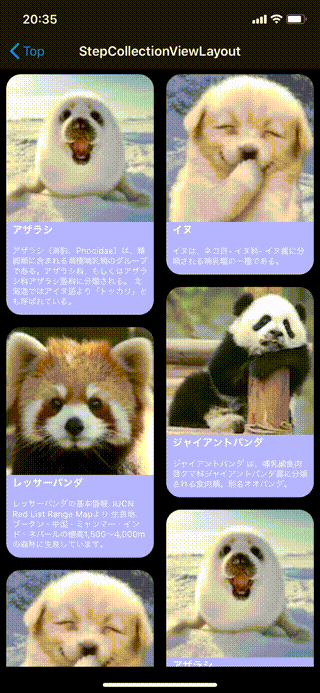 20:35
Top
StepCollectionViewLayout
アザラシ
アザラシ（海豹、Phocidae）は、鰭
脚類に含まれる海棲哺乳類のグループ
である。アザラシ科、もしくはアザラ
シ科アザラシ亜科に分類される。 北
海道ではアイヌ語より「トッカリ」と
も呼ばれている。
イヌ
イヌは、ネコ目- イヌ科- イヌ属に分
類される哺乳類の一種である。
ジャイアントパンダ
ジャイアントパンダ は、哺乳綱食肉
目クマ科ジャイアントパンダ属に分類
される食肉類。別名オオパンダ。
レッサーパンダ
レッサーパンダの基本情報. IUCN
Red List Range Mapより 生息地.
ブータン・中国・ミャンマー・イン
ド・ネパールの標高1,500〜4,000m
の森林に生息しています。
アザラシ